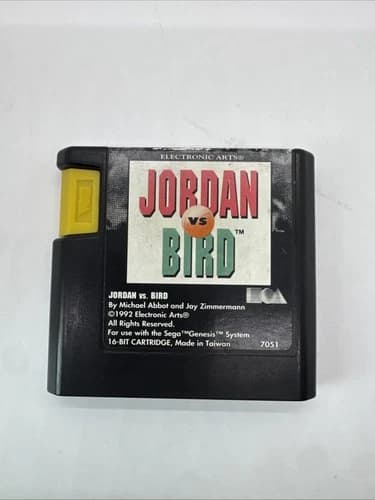 ELECTRONIC ARTS®
JORDAN
vs
BIRD™
JORDAN vs. BIRD
By Michael Abbot and Jay Zimmermann
©1992 Electronic Arts®
All Rights Reserved.
For use with the Sega™Genesis™ System
16-BIT CARTRIDGE, Made in Taiwan
7051